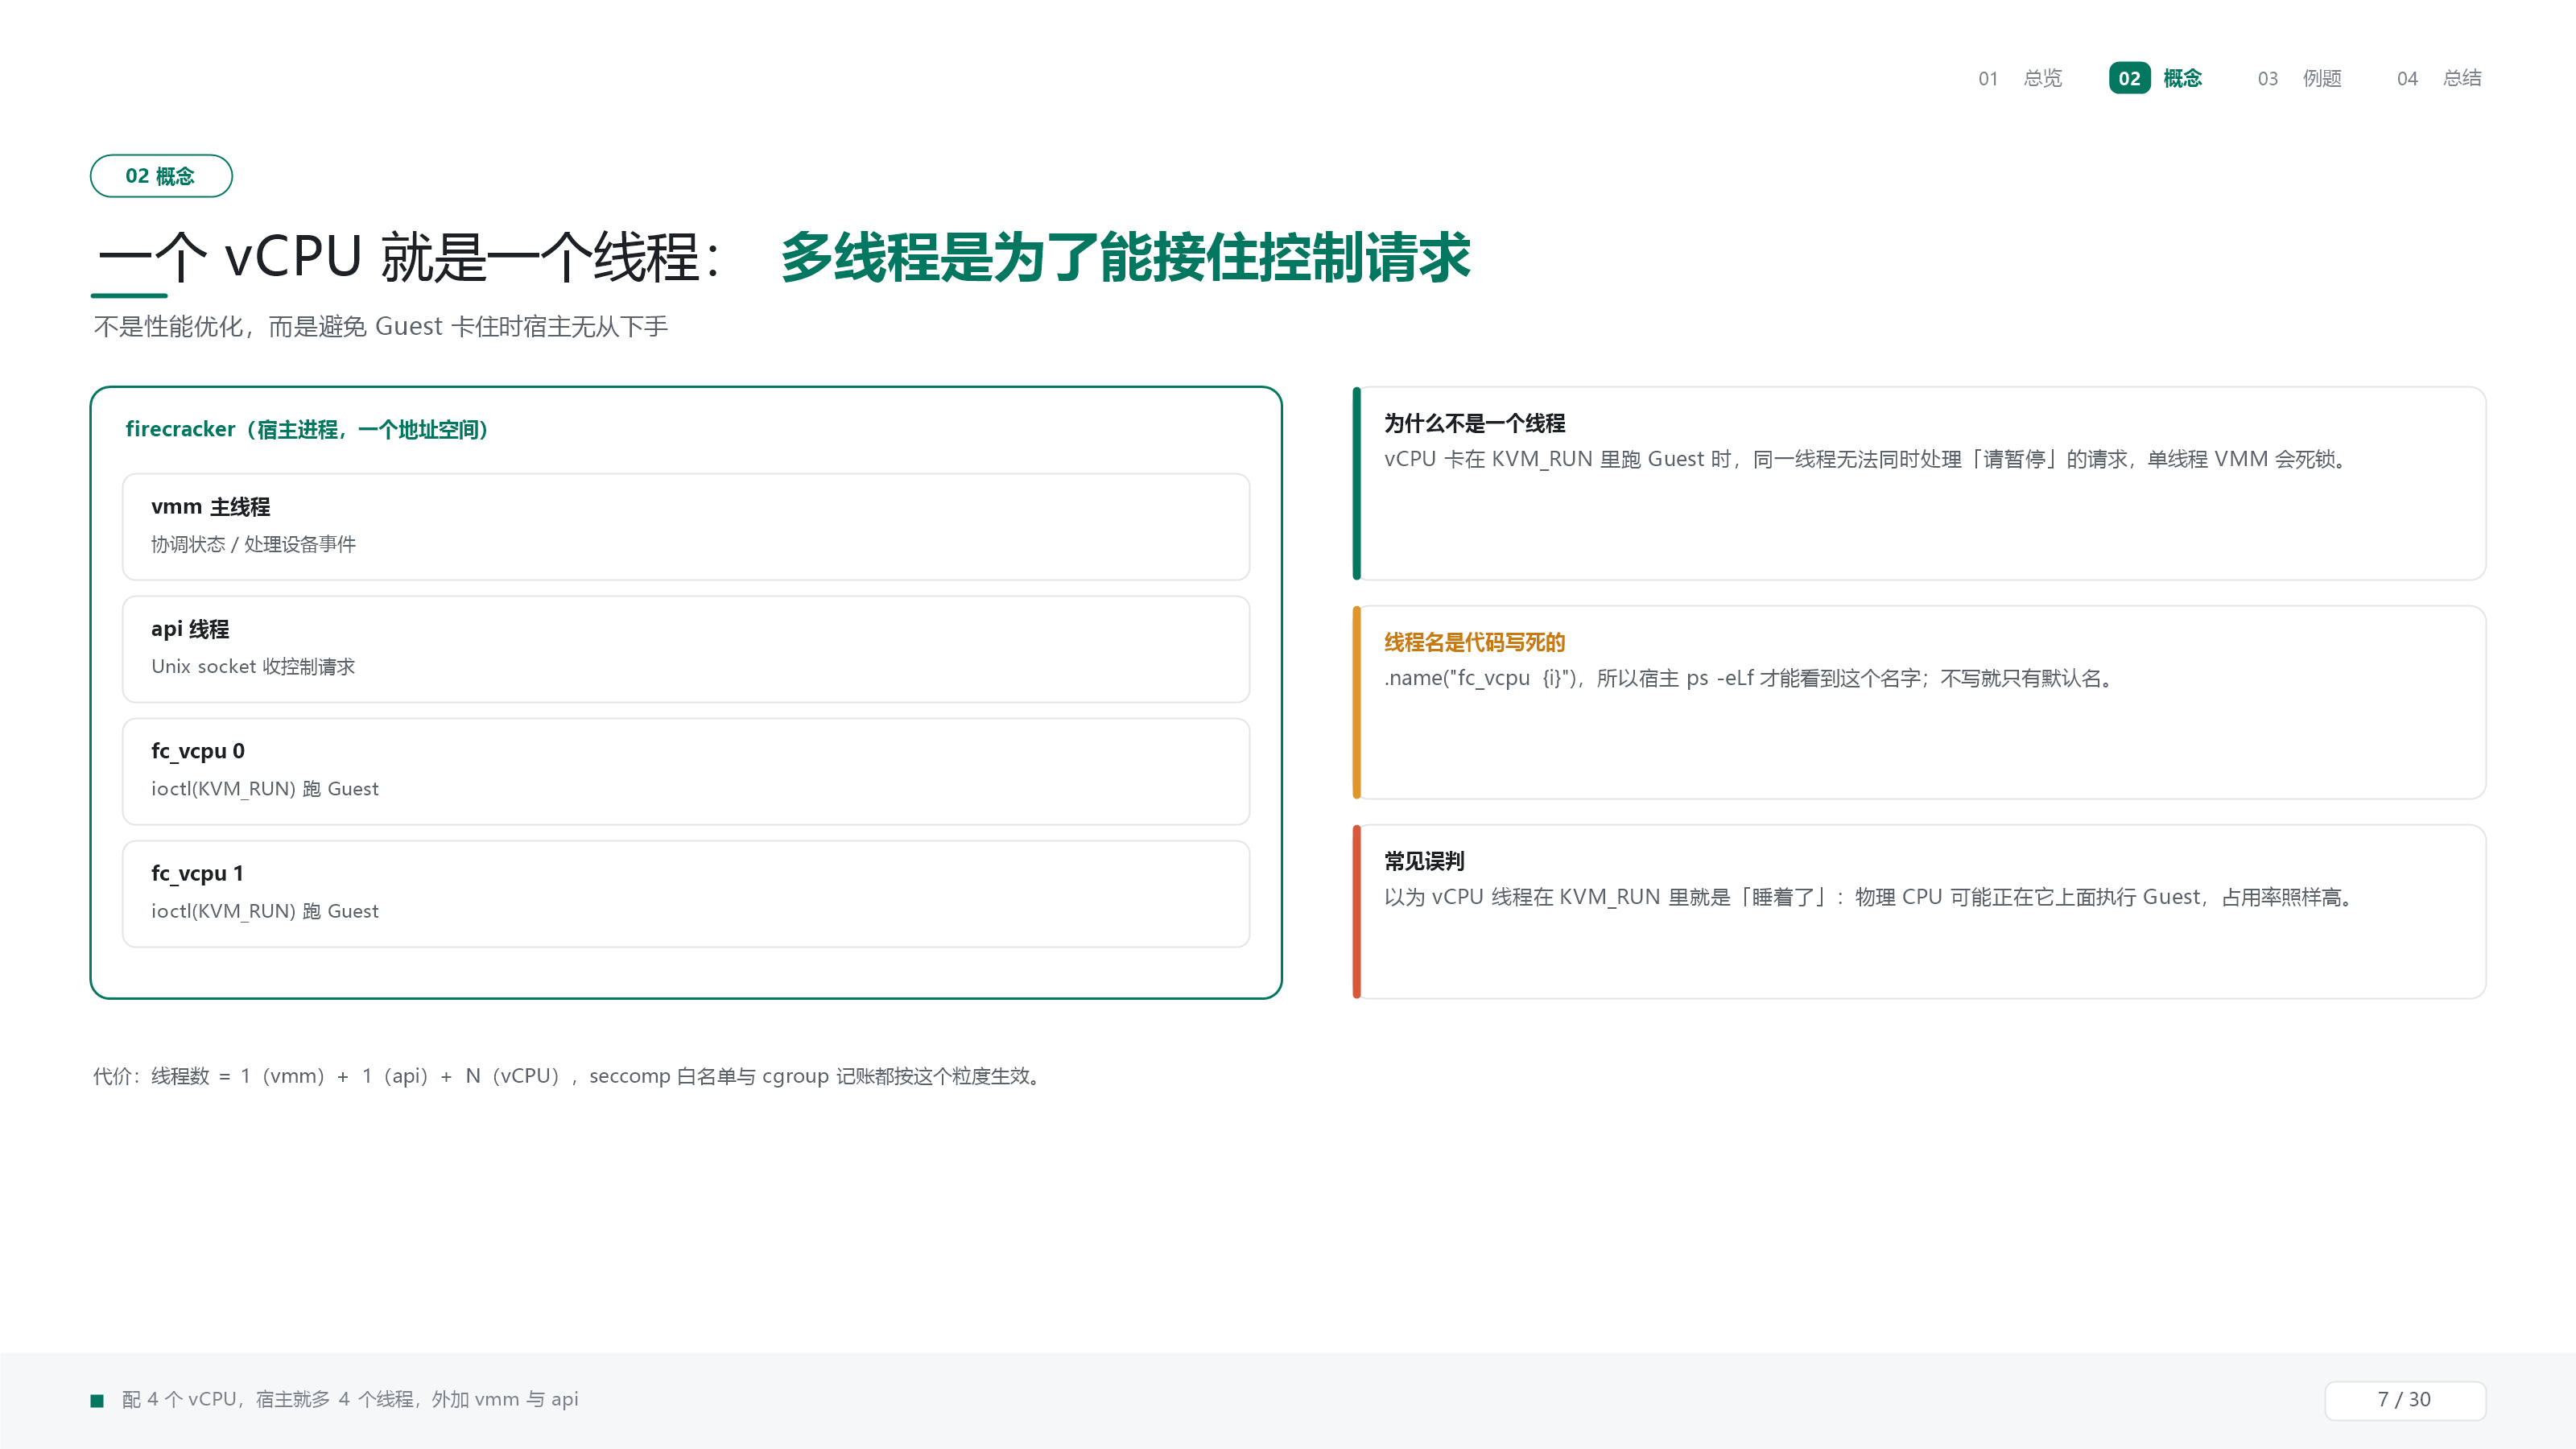 01 总览 02 概念 03 例题 04 总结
02 概念
一个 vCPU 就是一个线程： 多线程是为了能接住控制请求
不是性能优化，而是避免 Guest 卡住时宿主无从下手
firecracker（宿主进程，一个地址空间）
vmm 主线程
协调状态 / 处理设备事件
api 线程
Unix socket 收控制请求
fc_vcpu 0
ioctl(KVM_RUN) 跑 Guest
fc_vcpu 1
ioctl(KVM_RUN) 跑 Guest
为什么不是一个线程
vCPU 卡在 KVM_RUN 里跑 Guest 时，同一线程无法同时处理「请暂停」的请求，单线程 VMM 会死锁。
线程名是代码写死的
.name("fc_vcpu {i}")，所以宿主 ps -eLf 才能看到这个名字；不写就只有默认名。
常见误判
以为 vCPU 线程在 KVM_RUN 里就是「睡着了」：物理 CPU 可能正在它上面执行 Guest，占用率照样高。
代价：线程数 = 1（vmm）+ 1（api）+ N（vCPU），seccomp 白名单与 cgroup 记账都按这个粒度生效。
配 4 个 vCPU，宿主就多 4 个线程，外加 vmm 与 api
7 / 30